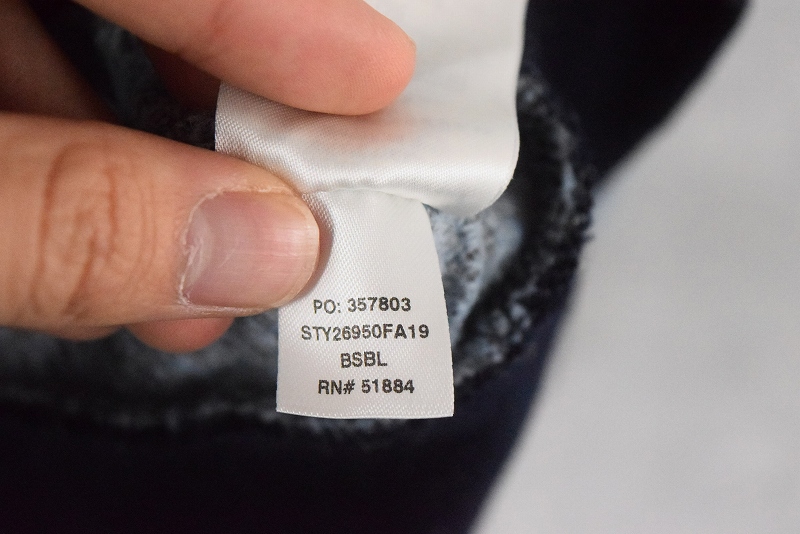 PO: 357803
STY26950FA19
BSBL
RN# 51884